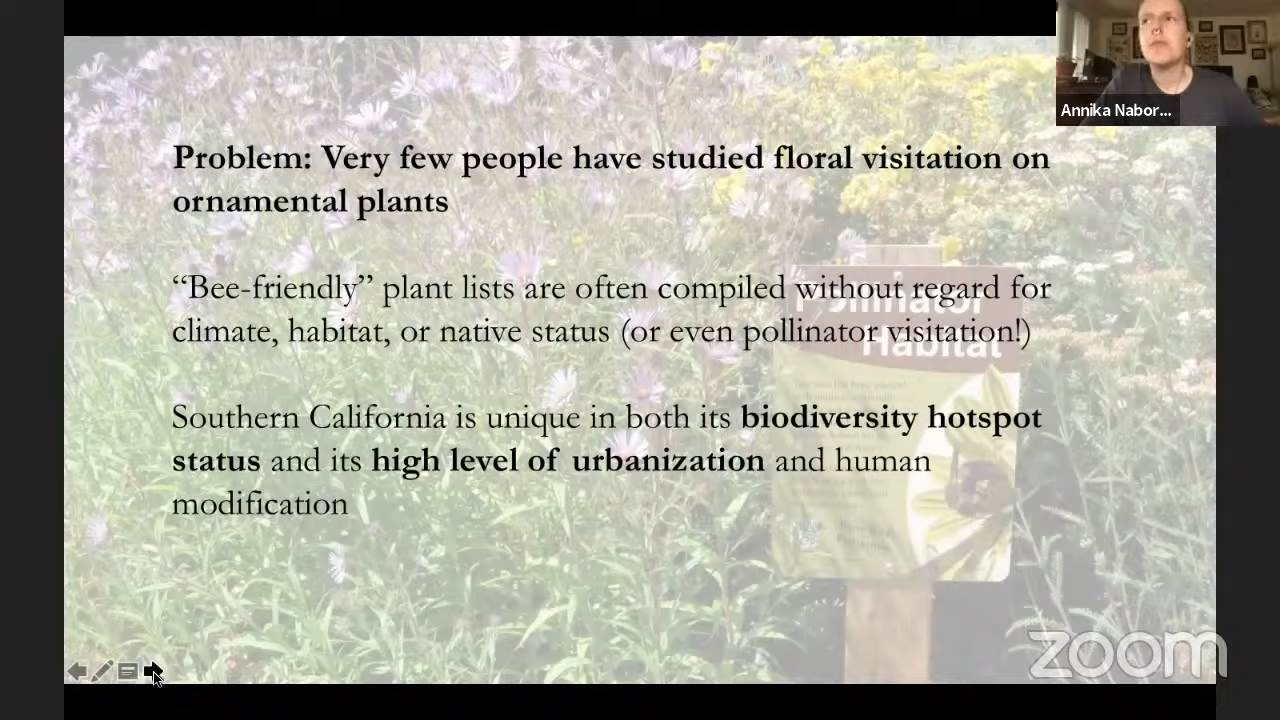 Annika Nabor...
Problem: Very few people have studied floral visitation on
ornamental plants
“Bee-friendly” plant lists are often compiled without regard for
climate, habitat, or native status (or even pollinator visitation!)
Pollinator
Habitat
Southern California is unique in both its biodiversity hotspot
status and its high level of urbanization and human
modification
zoom